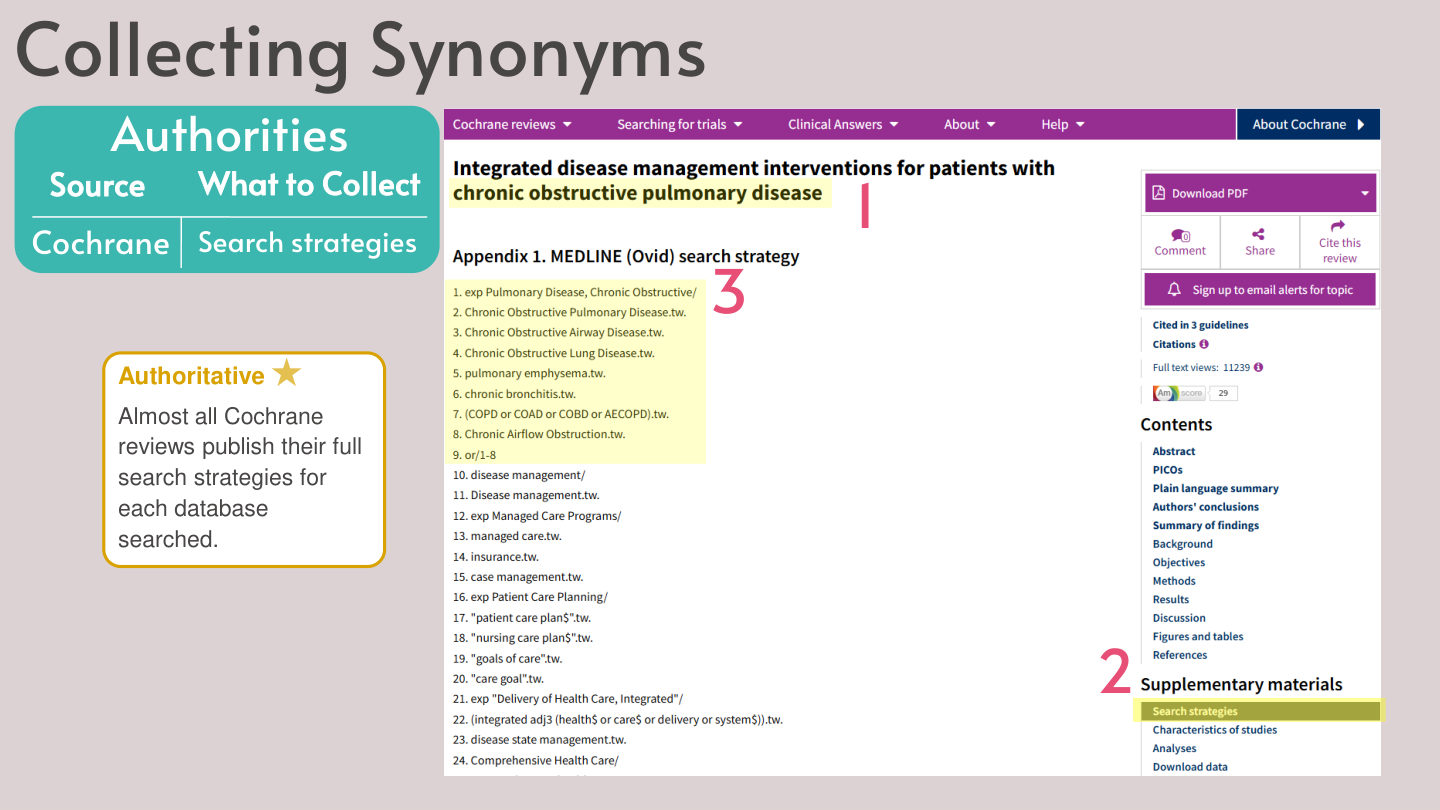 Collecting Synonyms
Authorities
Source What to Collect
Cochrane Search strategies
Authoritative
Almost all Cochrane
reviews publish their full
search strategies for
each database
searched.
Cochrane reviews Searching for trials Clinical Answers About Help About Cochrane
Integrated disease management interventions for patients with
chronic obstructive pulmonary disease
1
Appendix 1. MEDLINE (Ovid) search strategy
3
1. exp Pulmonary Disease, Chronic Obstructive/
2. Chronic Obstructive Pulmonary Disease.tw.
3. Chronic Obstructive Airway Disease.tw.
4. Chronic Obstructive Lung Disease.tw.
5. pulmonary emphysema.tw.
6. chronic bronchitis.tw.
7. (COPD or COAD or COBD or AECOPD).tw.
8. Chronic Airflow Obstruction.tw.
9. or/1-8
10. disease management/
11. Disease management.tw.
12. exp Managed Care Programs/
13. managed care.tw.
14. insurance.tw.
15. case management.tw.
16. exp Patient Care Planning/
17. "patient care plan$".tw.
18. "nursing care plan$".tw.
19. "goals of care".tw.
20. "care goal".tw.
21. exp "Delivery of Health Care, Integrated"/
22. (integrated adj3 (health$ or care$ or delivery or system$)).tw.
23. disease state management.tw.
24. Comprehensive Health Care/
Download PDF
0
Comment Share Cite this
review
Sign up to email alerts for topic
Cited in 3 guidelines
Citations
Full text views: 11239
Am score 29
Contents
Abstract
PICOs
Plain language summary
Authors' conclusions
Summary of findings
Background
Objectives
Methods
Results
Discussion
Figures and tables
References
2
Supplementary materials
Search strategies
Characteristics of studies
Analyses
Download data